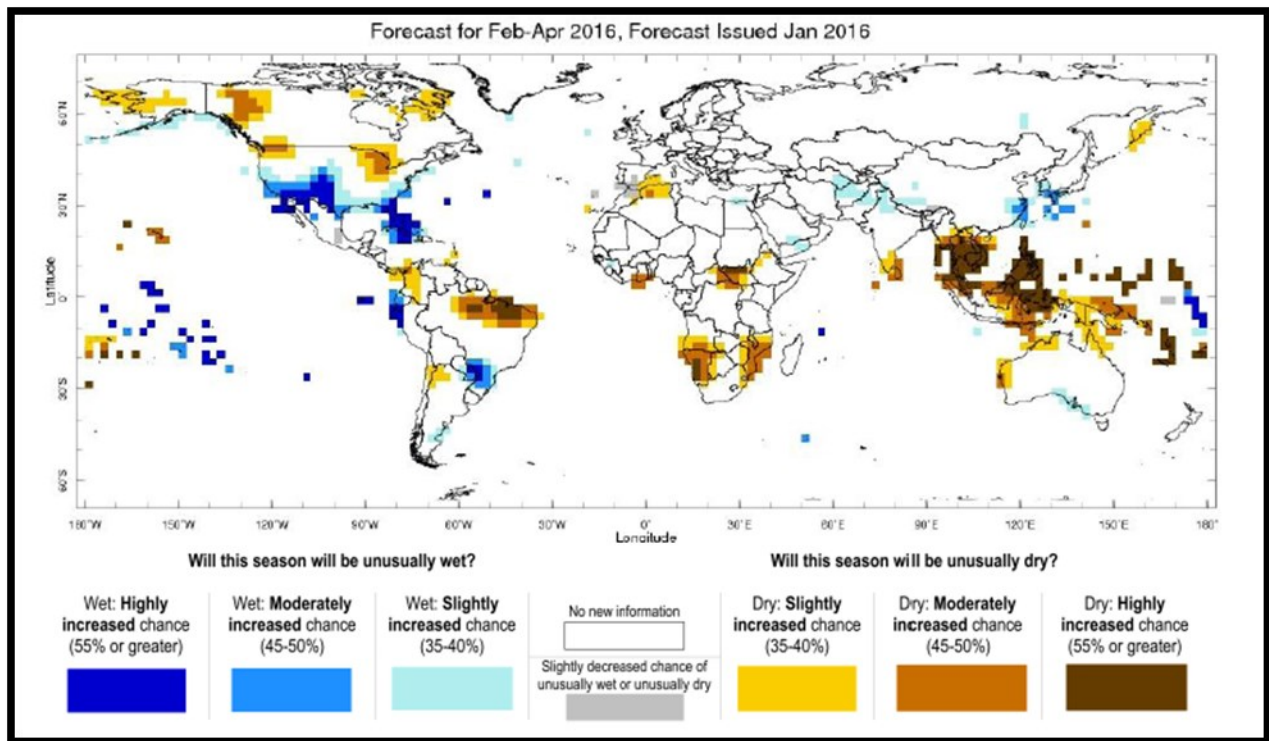 Forecast for Feb-Apr 2016, Forecast Issued Jan 2016
Latitude
60°N
30°N
0°
30°S
60°S
180°W
150°W
120°W
90°W
60°W
30°W
0°
30°E
60°E
90°E
120°E
150°E
180°
Longitude
Will this season will be unusually wet?
Will this season will be unusually dry?
Wet: Highly
increased chance
(55% or greater)
Wet: Moderately
increased chance
(45-50%)
Wet: Slightly
increased chance
(35-40%)
No new information
Slightly decreased chance of
unusually wet or unusually dry
Dry: Slightly
increased chance
(35-40%)
Dry: Moderately
increased chance
(45-50%)
Dry: Highly
increased chance
(55% or greater)